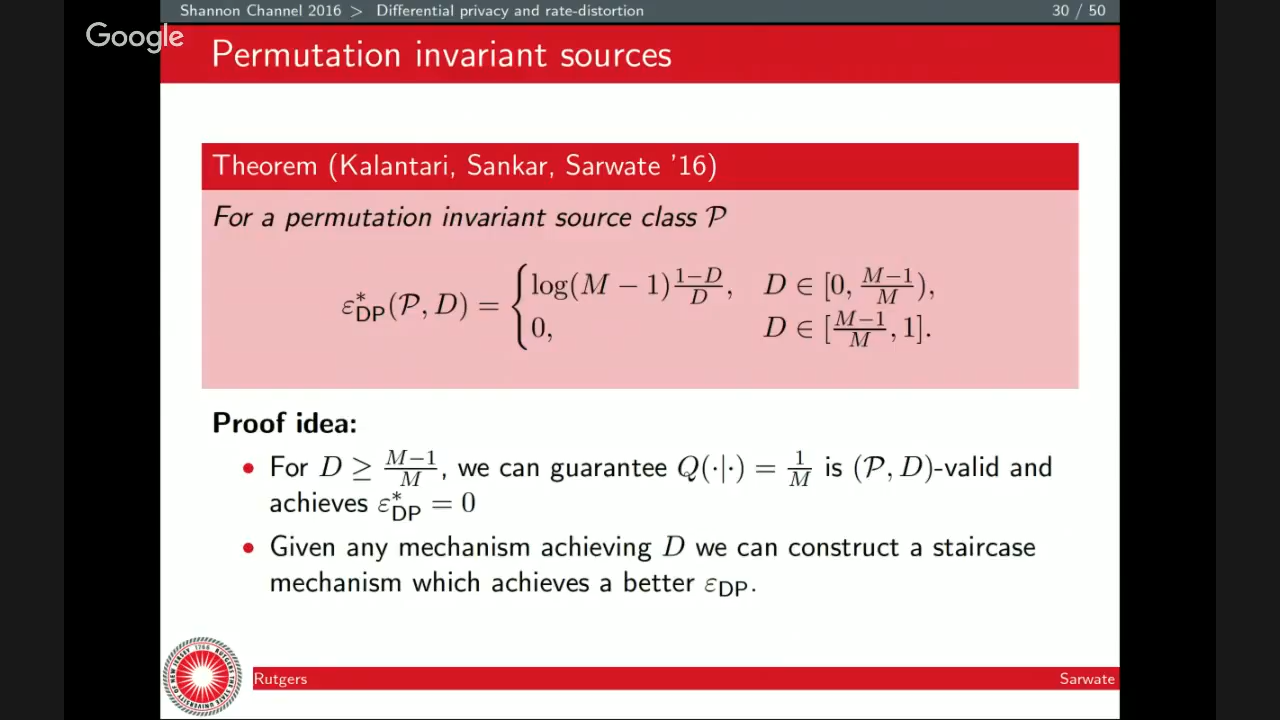 Shannon Channel 2016 > Differential privacy and rate-distortion 30 / 50
Google
Permutation invariant sources
Theorem (Kalantari, Sankar, Sarwate '16)
For a permutation invariant source class 𝒫
ε*_DP(𝒫, D) = { log(M − 1) (1−D)/D, D ∈ [0, (M−1)/M),
0, D ∈ [(M−1)/M, 1].
Proof idea:
• For D ≥ (M−1)/M, we can guarantee Q(·|·) = 1/M is (𝒫, D)-valid and
achieves ε*_DP = 0
• Given any mechanism achieving D we can construct a staircase
mechanism which achieves a better ε_DP.
Rutgers Sarwate